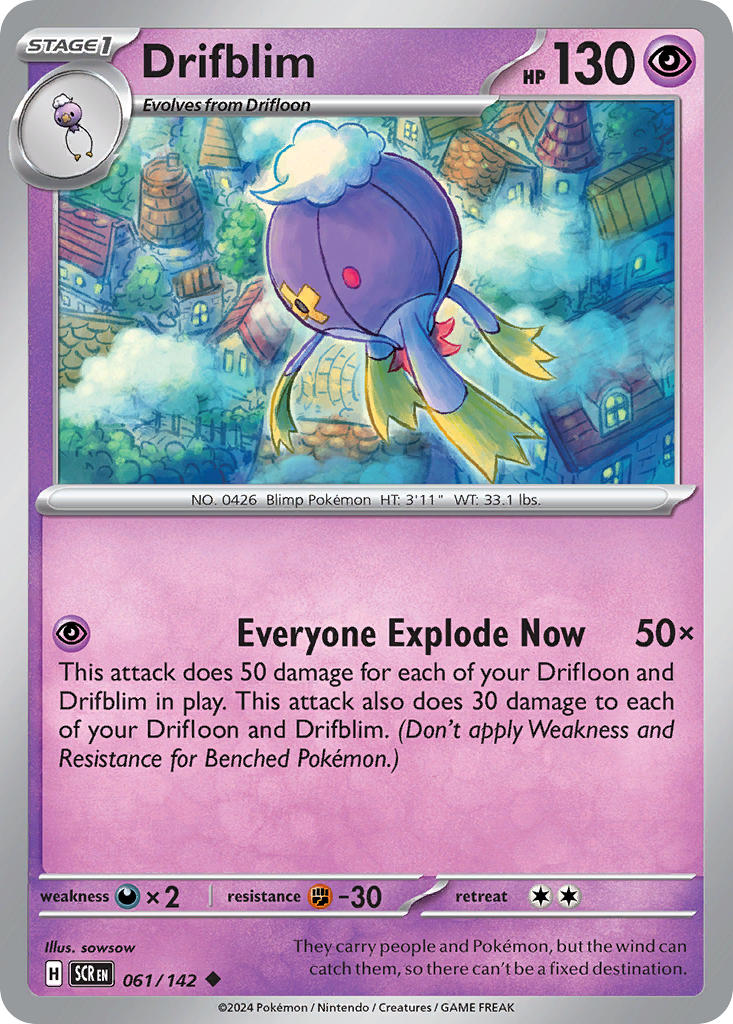 STAGE1
Drifblim
HP 130
Evolves from Drifloon
NO. 0426 Blimp Pokémon HT: 3'11" WT: 33.1 lbs.
Everyone Explode Now 50×
This attack does 50 damage for each of your Drifloon and
Drifblim in play. This attack also does 30 damage to each
of your Drifloon and Drifblim. (Don't apply Weakness and
Resistance for Benched Pokémon.)
weakness ×2 resistance -30 retreat
Illus. sowsow
They carry people and Pokémon, but the wind can
catch them, so there can't be a fixed destination.
H SCR EN 061/142
©2024 Pokémon / Nintendo / Creatures / GAME FREAK